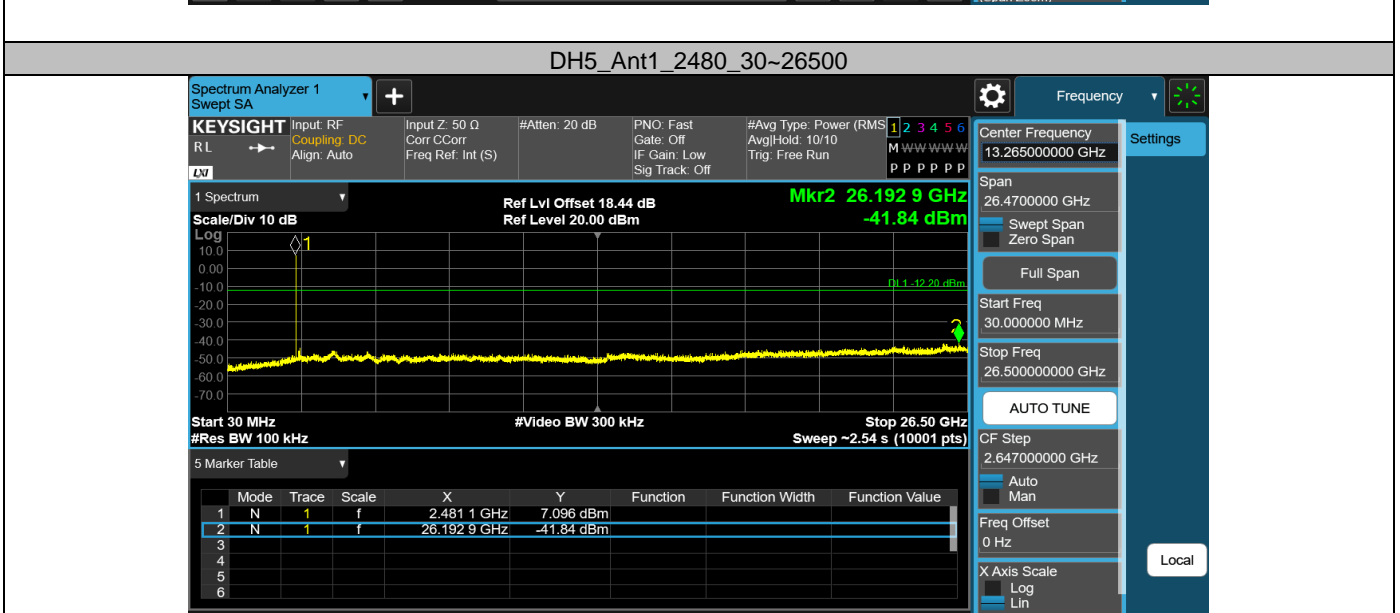 DH5_Ant1_2480_30~26500
Spectrum Analyzer 1
Swept SA
Frequency
KEYSIGHT
Input: RF
Input Z: 50 Ω
#Atten: 20 dB
PNO: Fast
#Avg Type: Power (RMS
1 2 3 4 5 6
R L
Coupling: DC
Corr CCorr
Gate: Off
Avg|Hold: 10/10
M W W W W W
Align: Auto
Freq Ref: Int (S)
IF Gain: Low
Trig: Free Run
LXI
Sig Track: Off
P P P P P P
Center Frequency
13.265000000 GHz
Settings
1 Spectrum
Ref Lvl Offset 18.44 dB
Mkr2 26.192 9 GHz
Scale/Div 10 dB
Ref Level 20.00 dBm
-41.84 dBm
Log
1
10.0
0.00
-10.0
DL1 -12.20 dBm
-20.0
-30.0
2
-40.0
-50.0
-60.0
-70.0
Start 30 MHz
#Video BW 300 kHz
Stop 26.50 GHz
#Res BW 100 kHz
Sweep ~2.54 s (10001 pts)
Span
26.4700000 GHz
Swept Span
Zero Span
Full Span
Start Freq
30.000000 MHz
Stop Freq
26.500000000 GHz
AUTO TUNE
CF Step
2.647000000 GHz
Auto
Man
Freq Offset
0 Hz
X Axis Scale
Log
Lin
Local
5 Marker Table
Mode Trace Scale X Y Function Function Width Function Value
1 N 1 f 2.481 1 GHz 7.096 dBm
2 N 1 f 26.192 9 GHz -41.84 dBm
3
4
5
6